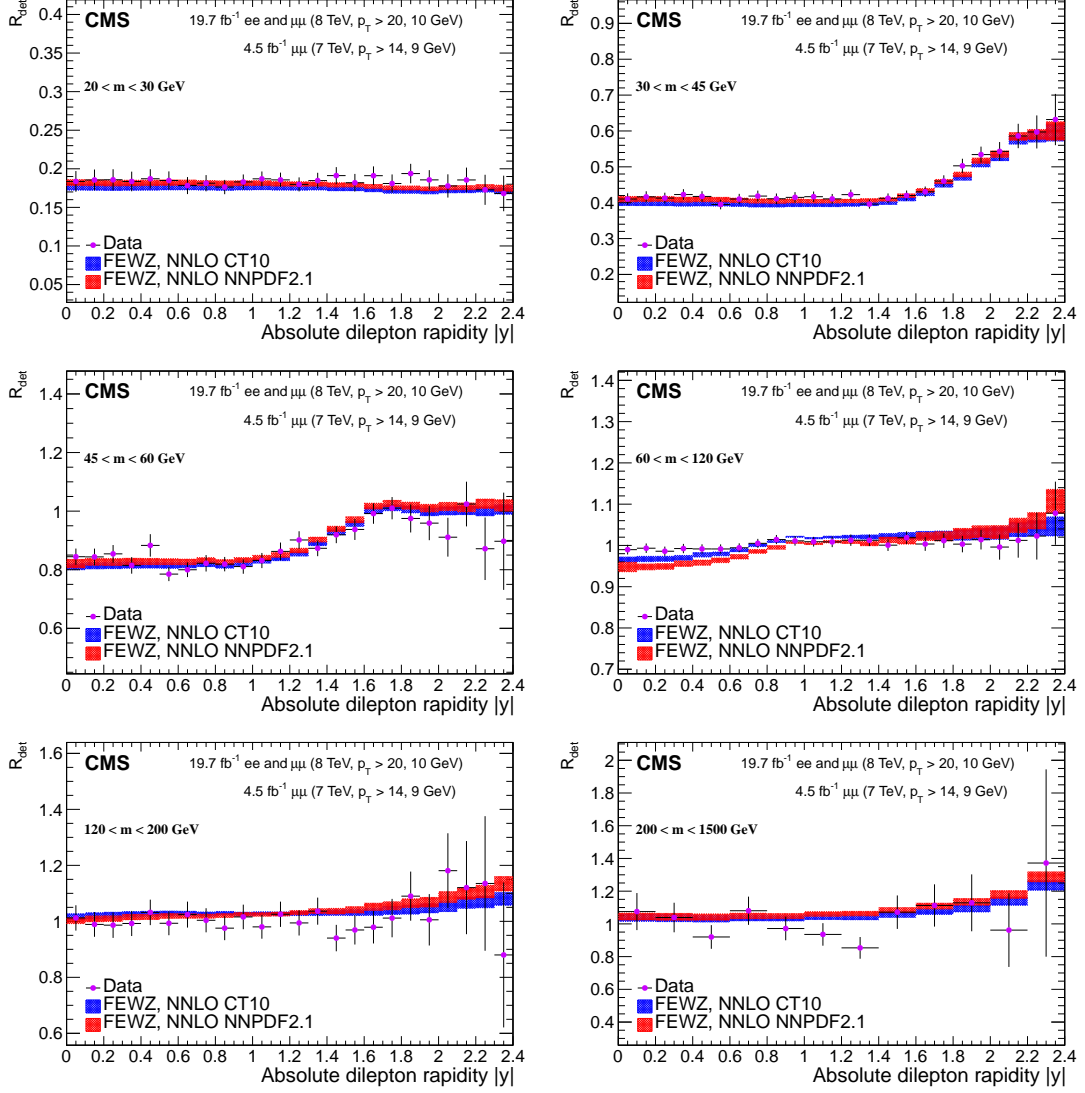 R_det
CMS
19.7 fb⁻¹ ee and μμ (8 TeV, p_T > 20, 10 GeV)
4.5 fb⁻¹ μμ (7 TeV, p_T > 14, 9 GeV)
20 < m < 30 GeV
0.4
0.35
0.3
0.25
0.2
0.15
0.1
0.05
Data
FEWZ, NNLO CT10
FEWZ, NNLO NNPDF2.1
0 0.2 0.4 0.6 0.8 1 1.2 1.4 1.6 1.8 2 2.2 2.4
Absolute dilepton rapidity |y|
R_det
CMS
19.7 fb⁻¹ ee and μμ (8 TeV, p_T > 20, 10 GeV)
4.5 fb⁻¹ μμ (7 TeV, p_T > 14, 9 GeV)
30 < m < 45 GeV
0.9
0.8
0.7
0.6
0.5
0.4
0.3
0.2
Data
FEWZ, NNLO CT10
FEWZ, NNLO NNPDF2.1
0 0.2 0.4 0.6 0.8 1 1.2 1.4 1.6 1.8 2 2.2 2.4
Absolute dilepton rapidity |y|
R_det
CMS
19.7 fb⁻¹ ee and μμ (8 TeV, p_T > 20, 10 GeV)
4.5 fb⁻¹ μμ (7 TeV, p_T > 14, 9 GeV)
45 < m < 60 GeV
1.4
1.2
1
0.8
0.6
Data
FEWZ, NNLO CT10
FEWZ, NNLO NNPDF2.1
0 0.2 0.4 0.6 0.8 1 1.2 1.4 1.6 1.8 2 2.2 2.4
Absolute dilepton rapidity |y|
R_det
CMS
19.7 fb⁻¹ ee and μμ (8 TeV, p_T > 20, 10 GeV)
4.5 fb⁻¹ μμ (7 TeV, p_T > 14, 9 GeV)
60 < m < 120 GeV
1.4
1.3
1.2
1.1
1
0.9
0.8
0.7
Data
FEWZ, NNLO CT10
FEWZ, NNLO NNPDF2.1
0 0.2 0.4 0.6 0.8 1 1.2 1.4 1.6 1.8 2 2.2 2.4
Absolute dilepton rapidity |y|
R_det
CMS
19.7 fb⁻¹ ee and μμ (8 TeV, p_T > 20, 10 GeV)
4.5 fb⁻¹ μμ (7 TeV, p_T > 14, 9 GeV)
120 < m < 200 GeV
1.6
1.4
1.2
1
0.8
0.6
Data
FEWZ, NNLO CT10
FEWZ, NNLO NNPDF2.1
0 0.2 0.4 0.6 0.8 1 1.2 1.4 1.6 1.8 2 2.2 2.4
Absolute dilepton rapidity |y|
R_det
CMS
19.7 fb⁻¹ ee and μμ (8 TeV, p_T > 20, 10 GeV)
4.5 fb⁻¹ μμ (7 TeV, p_T > 14, 9 GeV)
200 < m < 1500 GeV
2
1.8
1.6
1.4
1.2
1
0.8
0.6
0.4
Data
FEWZ, NNLO CT10
FEWZ, NNLO NNPDF2.1
0 0.2 0.4 0.6 0.8 1 1.2 1.4 1.6 1.8 2 2.2 2.4
Absolute dilepton rapidity |y|